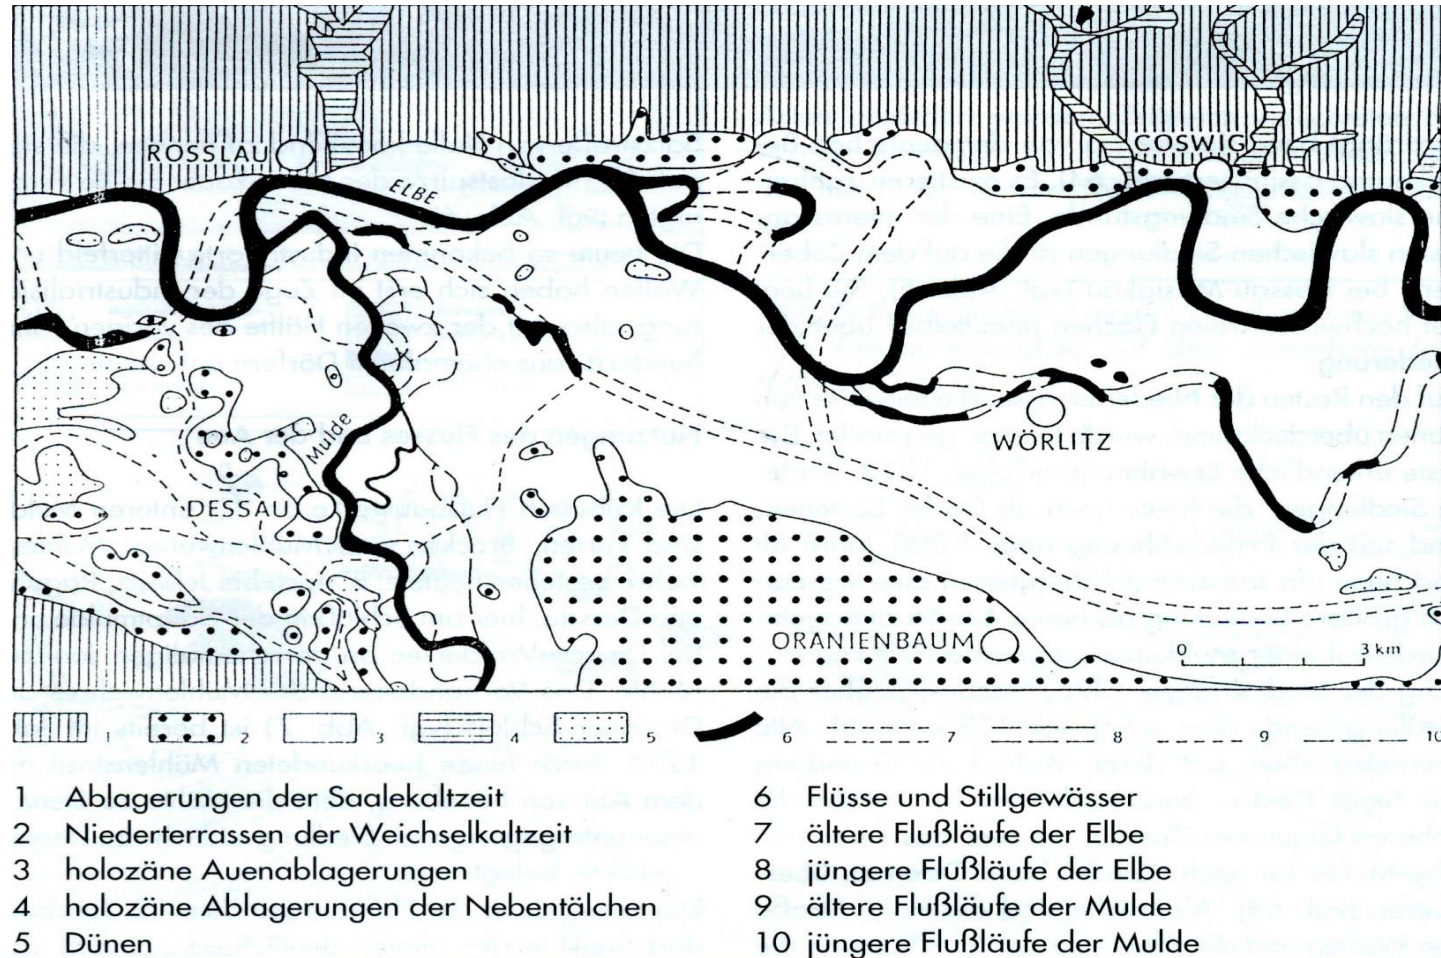 ROSSLAU
ELBE
COSWIG
Mulde
WÖRLITZ
DESSAU
ORANIENBAUM
0 3 km
1 2 3 4 5 6 7 8 9 10
1 Ablagerungen der Saalekaltzeit
2 Niederterrassen der Weichselkaltzeit
3 holozäne Auenablagerungen
4 holozäne Ablagerungen der Nebentälchen
5 Dünen
6 Flüsse und Stillgewässer
7 ältere Flußläufe der Elbe
8 jüngere Flußläufe der Elbe
9 ältere Flußläufe der Mulde
10 jüngere Flußläufe der Mulde